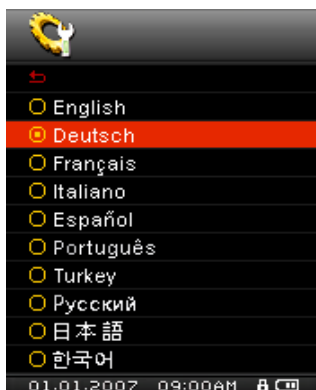 English
Deutsch
Français
Italiano
Español
Português
Turkey
Русский
日本語
한국어
01.01.2007 09:00AM